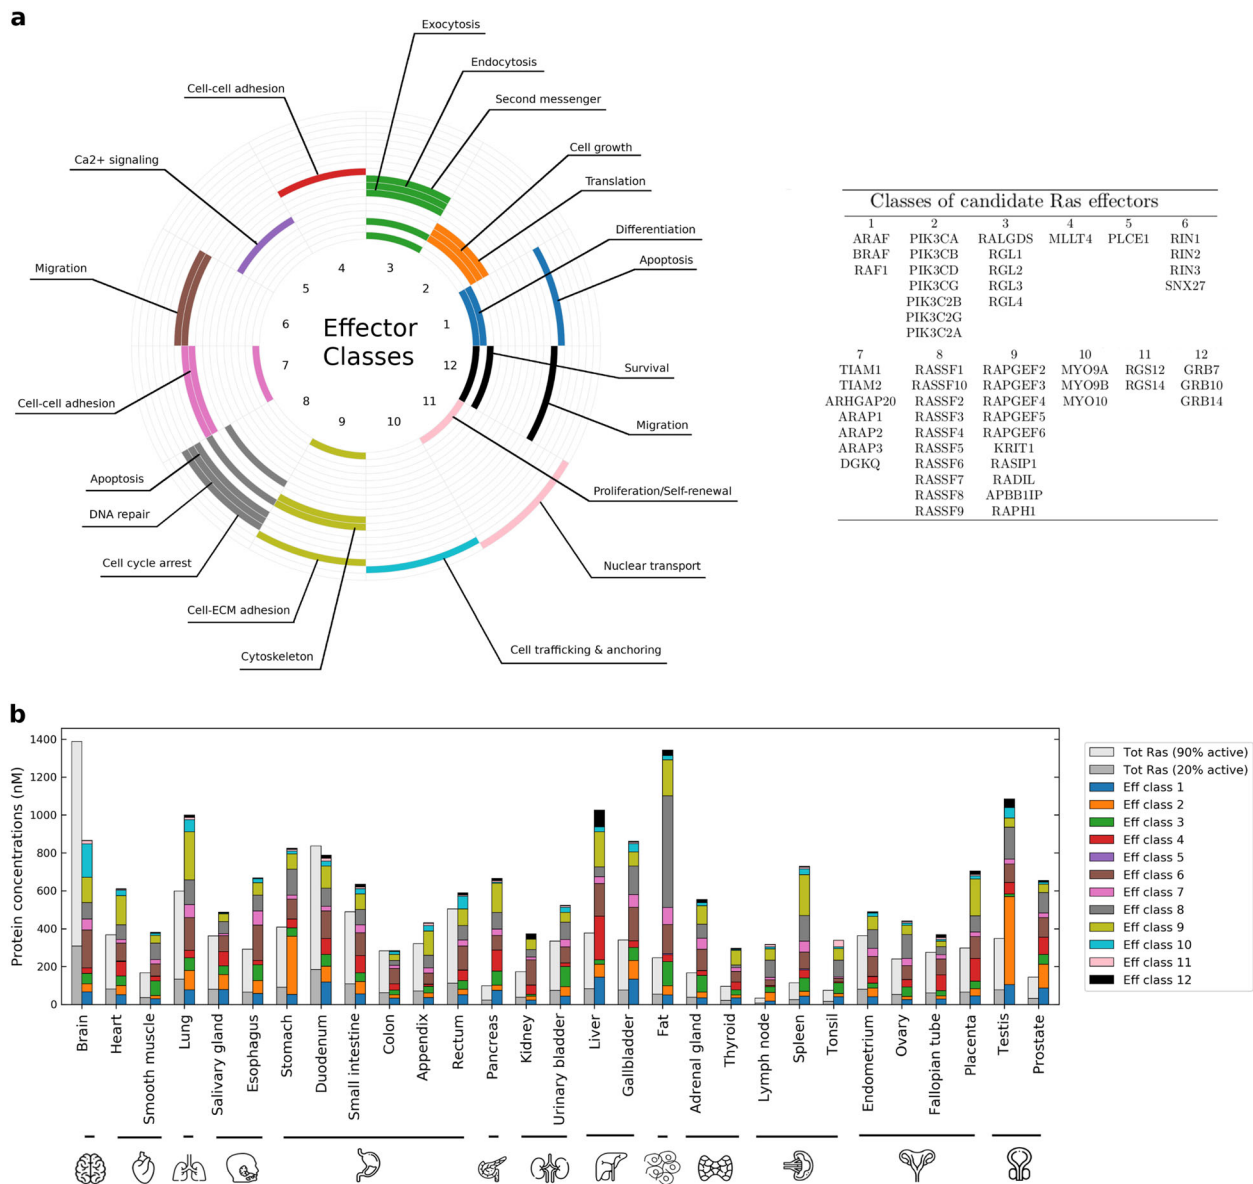 a
Exocytosis
Endocytosis
Cell-cell adhesion
Second messenger
Cell growth
Ca2+ signaling
Translation
Differentiation
Apoptosis
Migration
4
3
5
2
6
1
Effector
Classes
7
12
8
11
9
10
Survival
Cell-cell adhesion
Migration
Apoptosis
Proliferation/Self-renewal
DNA repair
Cell cycle arrest
Nuclear transport
Cell-ECM adhesion
Cytoskeleton
Cell trafficking & anchoring
Classes of candidate Ras effectors
1 2 3 4 5 6
ARAF PIK3CA RALGDS MLLT4 PLCE1 RIN1
BRAF PIK3CB RGL1 RIN2
RAF1 PIK3CD RGL2 RIN3
PIK3CG RGL3 SNX27
PIK3C2B RGL4
PIK3C2G
PIK3C2A
7 8 9 10 11 12
TIAM1 RASSF1 RAPGEF2 MYO9A RGS12 GRB7
TIAM2 RASSF10 RAPGEF3 MYO9B RGS14 GRB10
ARHGAP20 RASSF2 RAPGEF4 MYO10 GRB14
ARAP1 RASSF3 RAPGEF5
ARAP2 RASSF4 RAPGEF6
ARAP3 RASSF5 KRIT1
DGKQ RASSF6 RASIP1
RASSF7 RADIL
RASSF8 APBB1IP
RASSF9 RAPH1
b
Protein concentrations (nM)
1400
1200
1000
800
600
400
200
0
Brain
Heart
Smooth muscle
Lung
Salivary gland
Esophagus
Stomach
Duodenum
Small intestine
Colon
Appendix
Rectum
Pancreas
Kidney
Urinary bladder
Liver
Gallbladder
Fat
Adrenal gland
Thyroid
Lymph node
Spleen
Tonsil
Endometrium
Ovary
Fallopian tube
Placenta
Testis
Prostate
Tot Ras (90% active)
Tot Ras (20% active)
Eff class 1
Eff class 2
Eff class 3
Eff class 4
Eff class 5
Eff class 6
Eff class 7
Eff class 8
Eff class 9
Eff class 10
Eff class 11
Eff class 12